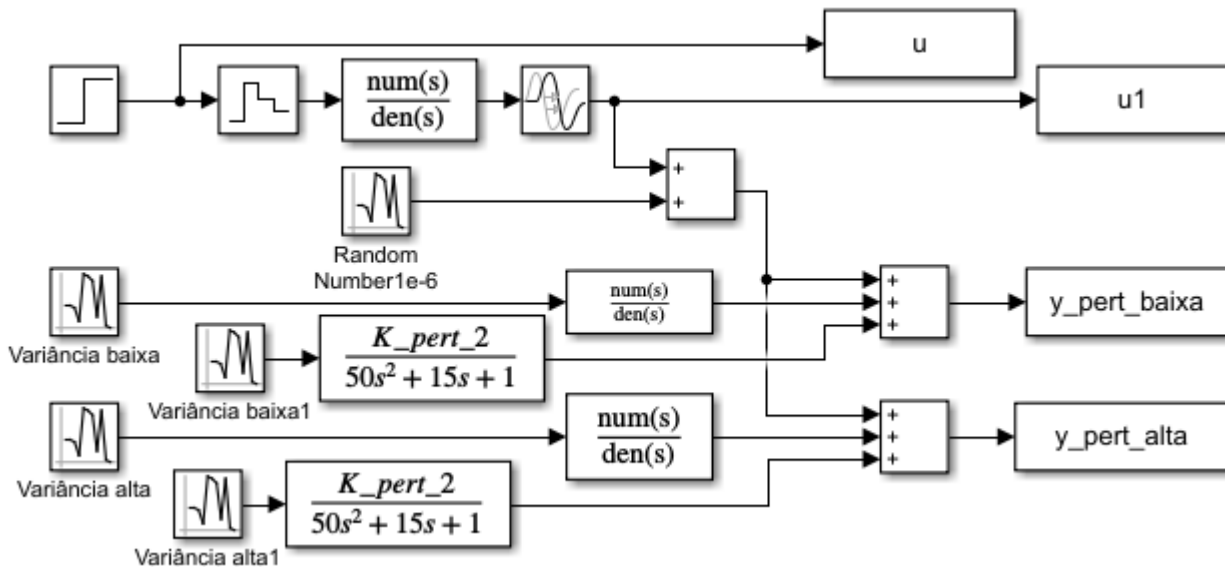 u
u1
num(s)
den(s)
+
+
Random
Number1e-6
Variância baixa
num(s)
den(s)
+
+
+
y_pert_baixa
K_pert_2
50s² + 15s + 1
Variância baixa1
Variância alta
num(s)
den(s)
+
+
+
y_pert_alta
K_pert_2
50s² + 15s + 1
Variância alta1